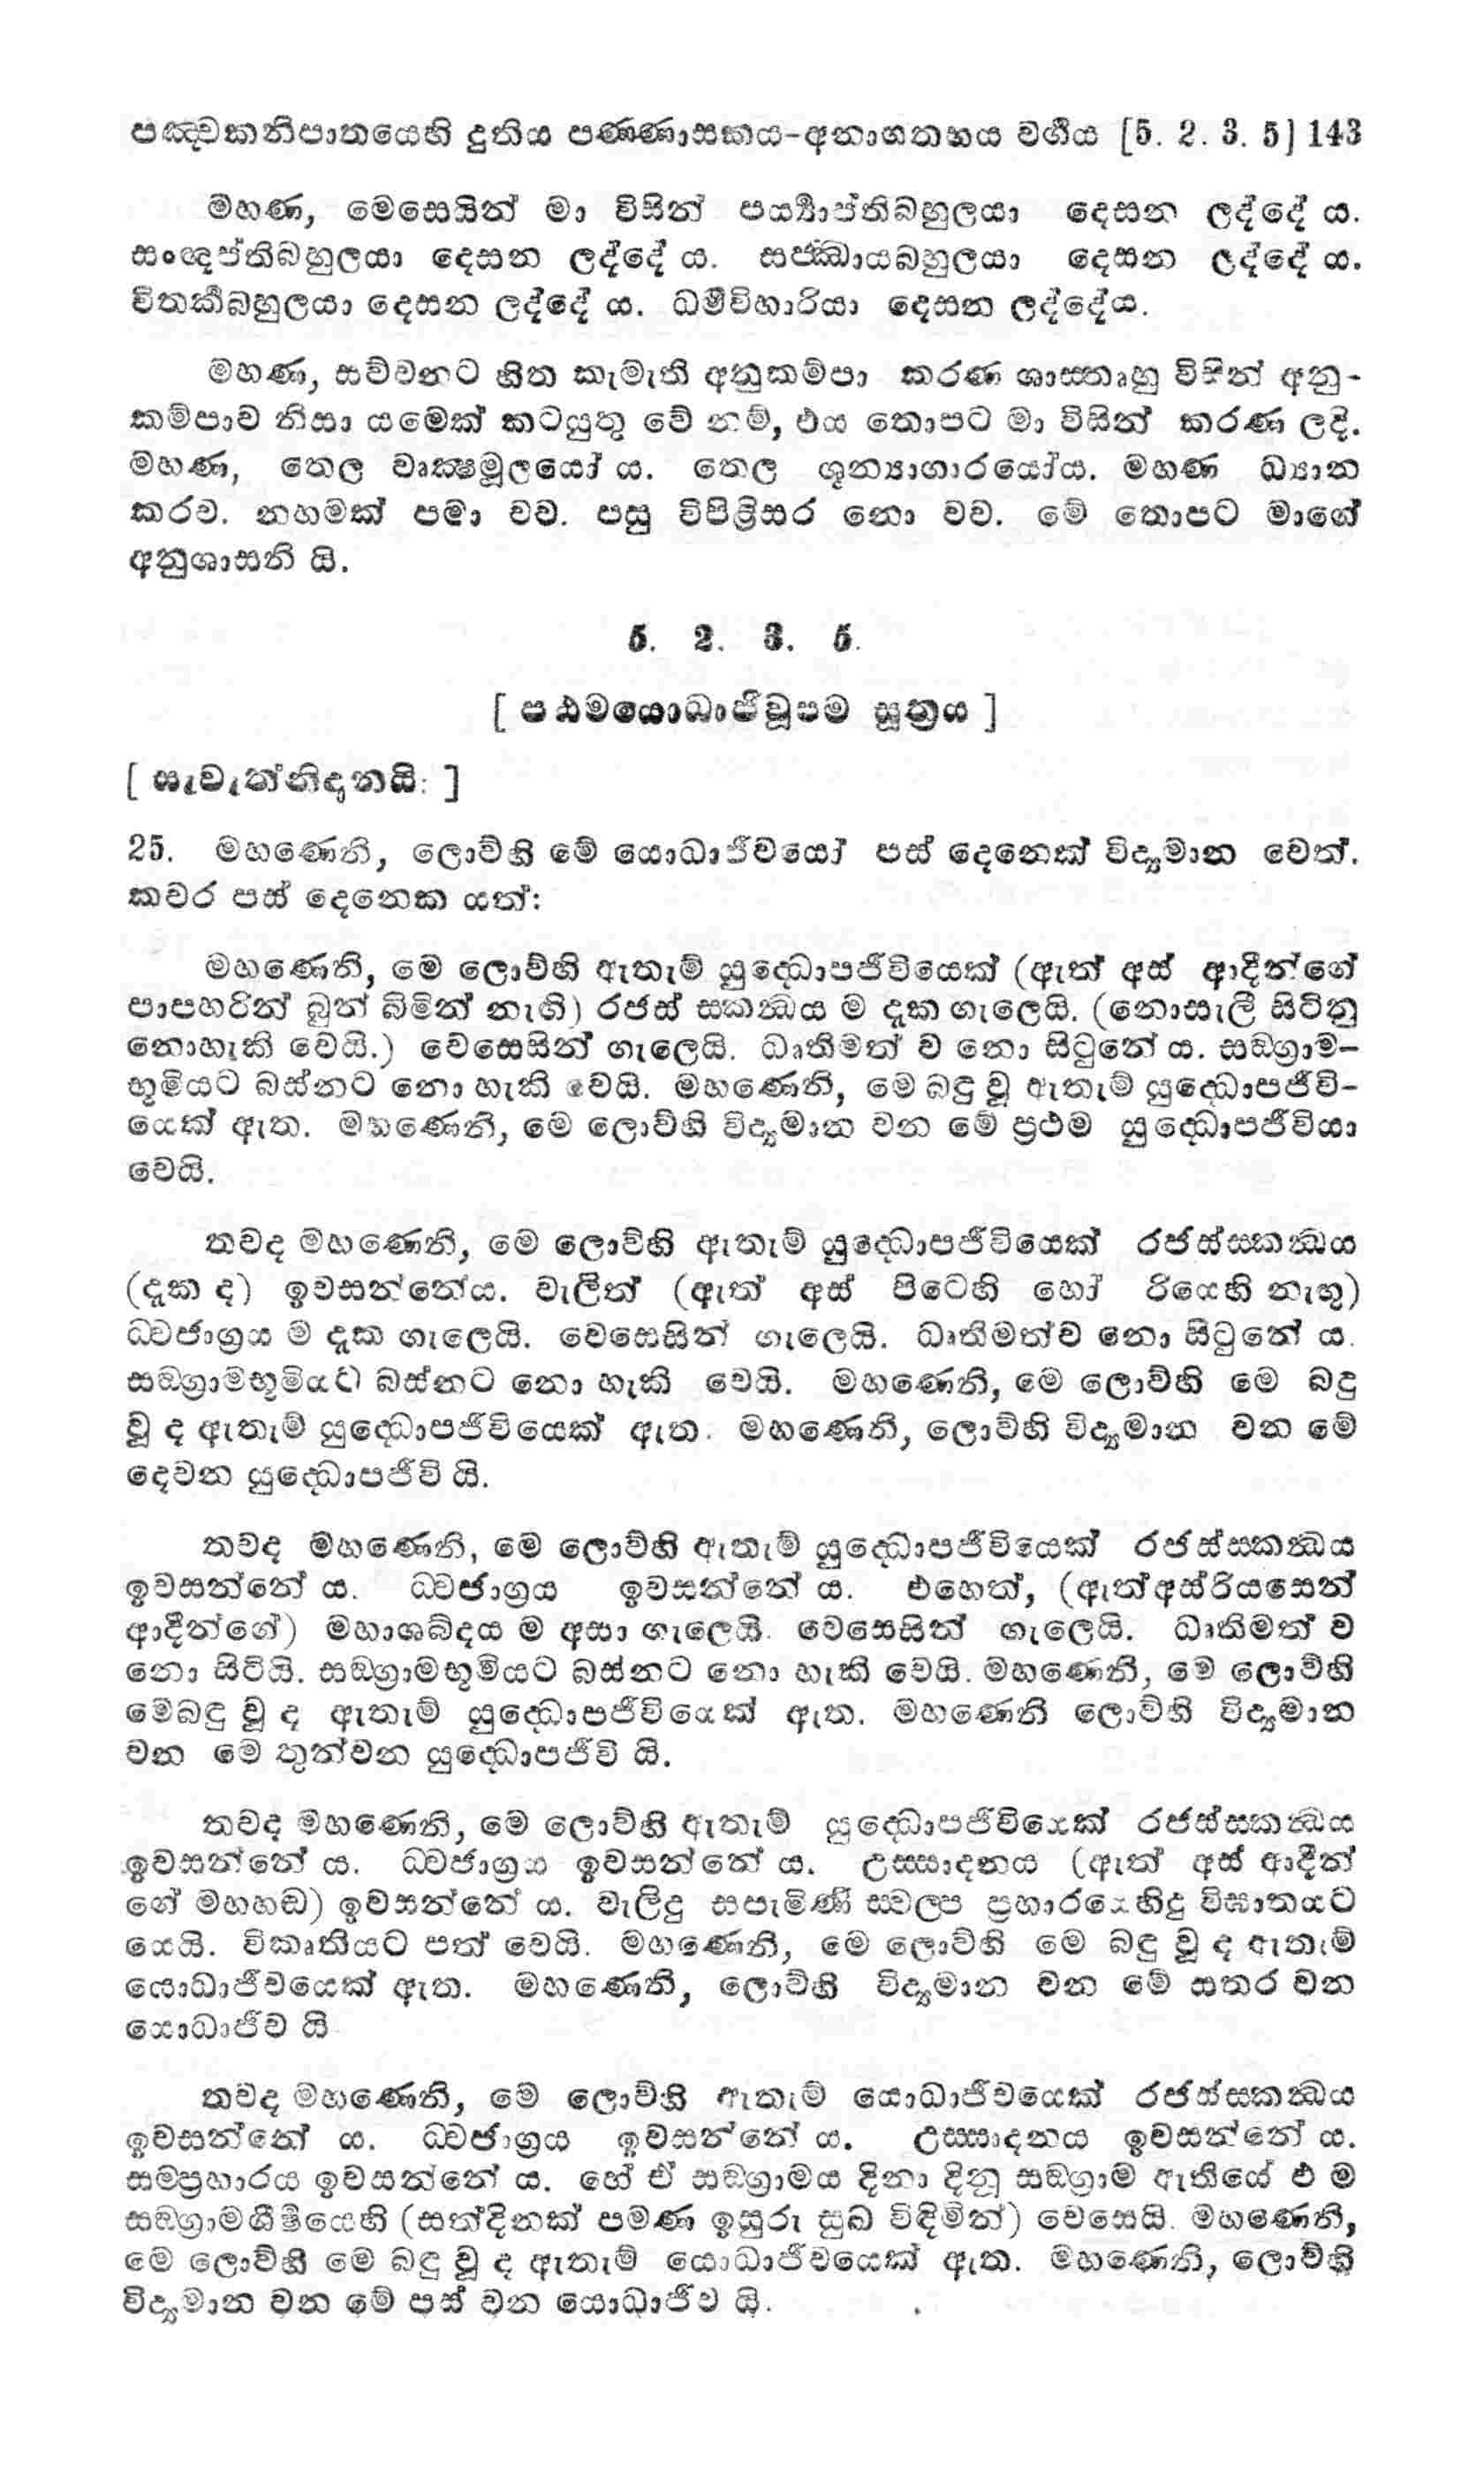 පඤ්චකනිපාතයෙහි දුතිය පණ්ණාසකය-අනාගතභය වර්‍ගය [5. 2. 3. 5] 143
මහණ, මෙසෙයින් මා විසින් පර්‍ය්‍යාප්තිබහුලයා දෙසන ලද්දේ ය.
සංඥප්තිබහුලයා දෙසන ලද්දේ ය. සජ්ඣායබහුලයා දෙසන ලද්දේ ය.
විතර්‍කබහුලයා දෙසන ලද්දේ ය. ධර්‍මවිහාරියා දෙසන ලද්දේය.
මහණ, සව්වනට හිත කැමැති අනුකම්පා කරණ ශාස්තෘහු විසින් අනු-
කම්පාව නිසා යමෙක් කටයුතු වේ නම්, එය තොපට මා විසින් කරණ ලදි.
මහණ, තෙල වෘක්‍ෂමූලයෝ ය. තෙල ශූන්‍යාගාරයෝය. මහණ ධ්‍යාන
කරව. නහමක් පමා වව. පසු විපිළිසර නො වව. මේ තොපට මාගේ
අනුශාසනි යි.
5. 2. 3. 5.
[ පඨමයොධාජීවූපම සූත්‍රය ]
[ සැවැත්නිදානයි: ]
25. මහණෙනි, ලොව්හි මේ යොධාජීවයෝ පස් දෙනෙක් විද්‍යමාන වෙත්.
කවර පස් දෙනෙක යත්:
මහණෙනි, මෙ ලොව්හි ඇතැම් යුද්ධොපජීවියෙක් (ඇත් අස් ආදීන්ගේ
පාපහරින් බුන් බිමින් නැඟි) රජස් සකන්‍ධය ම දැක ගැලෙයි. (නොසැලී සිටිනු
නොහැකි වෙයි.) වෙසෙසින් ගැලෙයි. ධෘතිමත් ව නො සිටුනේ ය. සඞ්ග්‍රාම-
භූමියට බස්නට නො හැකි වෙයි. මහණෙනි, මෙ බඳු වූ ඇතැම් යුද්ධොපජීවි-
යෙක් ඇත. මහණෙනි, මෙ ලොව්හි විද්‍යමාන වන මේ ප්‍රථම යුද්ධොපජීවියා
වෙයි.
තවද මහණෙනි, මෙ ලොව්හි ඇතැම් යුද්ධොපජීවියෙක් රජස්සකන්‍ධය
(දැක ද) ඉවසන්නේය. වැලිත් (ඇත් අස් පිටෙහි හෝ රියෙහි නැඟු)
ධ්වජාග්‍රය ම දැක ගැලෙයි. වෙසෙසින් ගැලෙයි. ධෘතිමත්ව නො සිටුනේ ය.
සඞ්ග්‍රාමභූමියට බස්නට නො හැකි වෙයි. මහණෙනි, මෙ ලොව්හි මෙ බදු
වූ ද ඇතැම් යුද්ධොපජීවියෙක් ඇත. මහණෙනි, ලොව්හි විද්‍යමාන වන මේ
දෙවන යුද්ධොපජීවි යි.
තවද මහණෙනි, මෙ ලොව්හි ඇතැම් යුද්ධොපජීවියෙක් රජස්සකන්‍ධය
ඉවසන්නේ ය. ධ්වජාග්‍රය ඉවසන්නේ ය. එහෙත්, (ඇත්අස්රියසෙන්
ආදීන්ගේ) මහාශබ්දය ම අසා ගැලෙයි. වෙසෙසින් ගැලෙයි. ධෘතිමත් ව
නො සිටියි. සඞ්ග්‍රාමභූමියට බස්නට නො හැකි වෙයි. මහණෙනි, මෙ ලොව්හි
මෙබඳු වූ ද ඇතැම් යුද්ධොපජීවියෙක් ඇත. මහණෙනි ලොව්හි විද්‍යමාන
වන මෙ තුන්වන යුද්ධොපජීවි යි.
තවද මහණෙනි, මෙ ලොව්හි ඇතැම් යුද්ධොපජීවියෙක් රජස්සකන්‍ධය
ඉවසන්නේ ය. ධ්වජාග්‍රය ඉවසන්නේ ය. උස්සාදනය (ඇත් අස් ආදීන්
ගේ මහහඬ) ඉවසන්නේ ය. වැලිදු සපැමිණි ස්වල්ප ප්‍රහාරයෙහිදු විඝාතයට
යෙයි. විකෘතියට පත් වෙයි. මහණෙනි, මෙ ලොව්හි මෙ බඳු වූ ද ඇතැම්
යොධාජීවයෙක් ඇත. මහණෙනි, ලොව්හි විද්‍යමාන වන මේ සතර වන
යොධාජීව යි.
තවද මහණෙනි, මෙ ලොව්හි ඇතැම් යොධාජීවයෙක් රජස්සකන්‍ධය
ඉවසන්නේ ය. ධ්වජාග්‍රය ඉවසන්නේ ය. උස්සාදනය ඉවසන්නේ ය.
සම්ප්‍රහාරය ඉවසන්නේ ය. හේ ඒ සඞ්ග්‍රාමය දිනා දිනූ සඞ්ග්‍රාම ඇතියේ එ ම
සඞ්ග්‍රාමශීර්‍ෂයෙහි (සත්දිනක් පමණ ඉසුරු සුඛ විඳිමින්) වෙසෙයි. මහණෙනි,
මෙ ලොව්හි මෙ බඳු වූ ද ඇතැම් යොධාජීවයෙක් ඇත. මහණෙනි, ලොව්හි
විද්‍යමාන වන මේ පස් වන යොධාජීව යි.